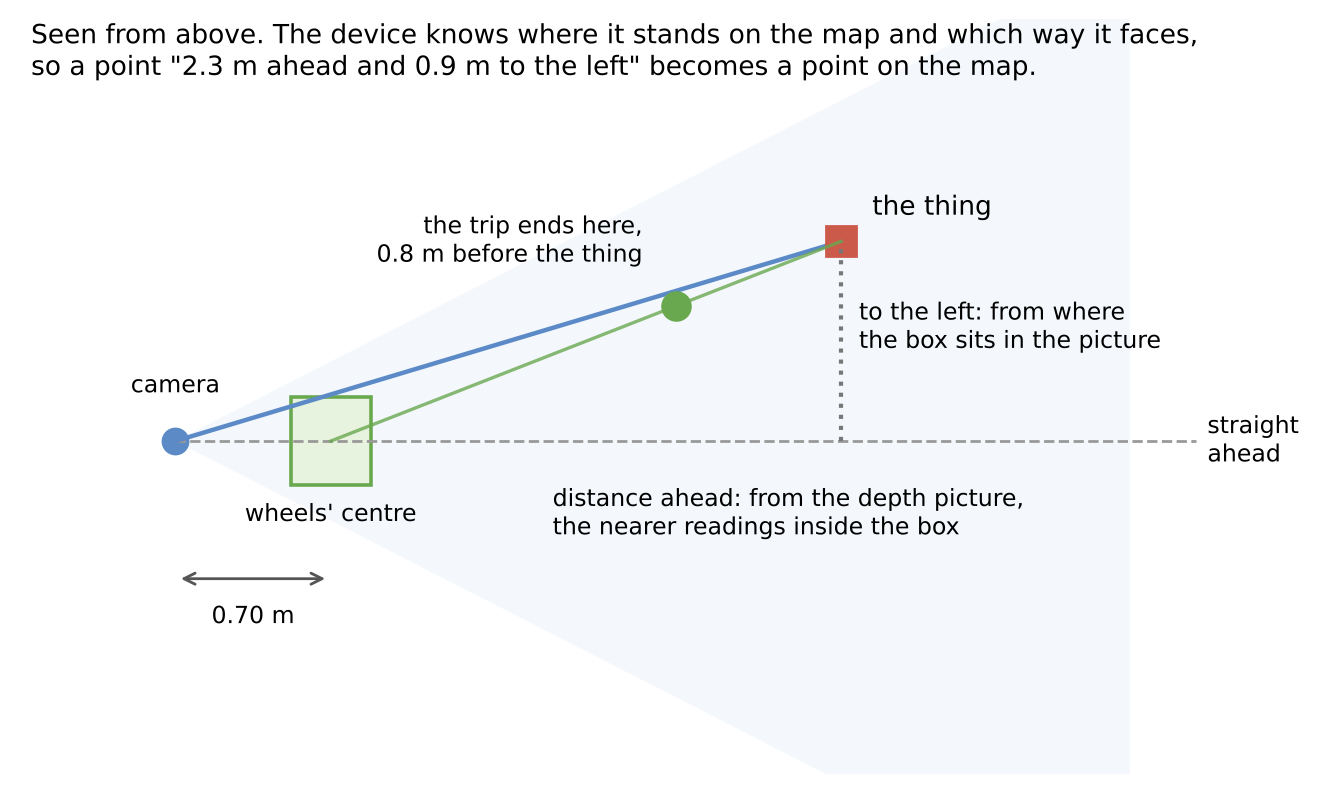 Seen from above. The device knows where it stands on the map and which way it faces,
so a point "2.3 m ahead and 0.9 m to the left" becomes a point on the map.
the thing
the trip ends here,
0.8 m before the thing
to the left: from where
the box sits in the picture
camera
straight
ahead
wheels' centre
distance ahead: from the depth picture,
the nearer readings inside the box
0.70 m